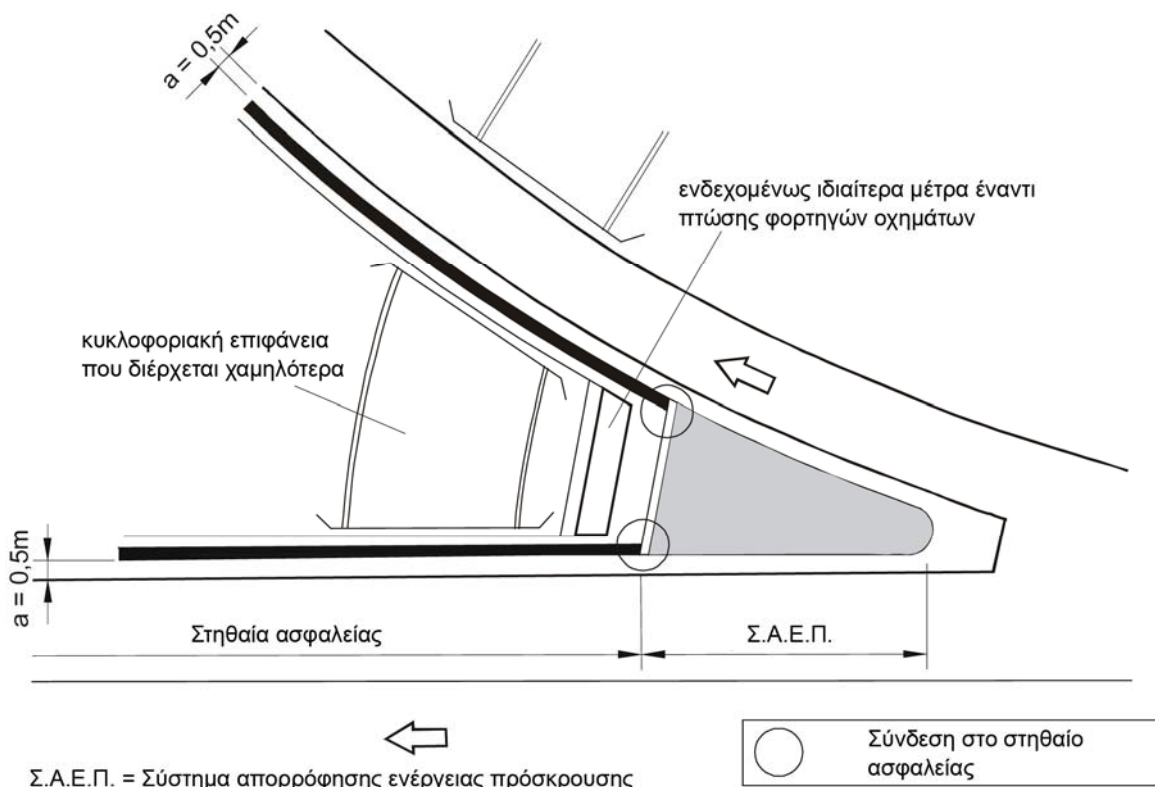 a = 0,5m
ενδεχομένως ιδιαίτερα μέτρα έναντι
πτώσης φορτηγών οχημάτων
κυκλοφοριακή επιφάνεια
που διέρχεται χαμηλότερα
a = 0,5m
Στηθαία ασφαλείας
Σ.Α.Ε.Π.
Σύνδεση στο στηθαίο
ασφαλείας
Σ.Α.Ε.Π. = Σύστημα απορρόφησης ενέργειας πρόσκρουσης